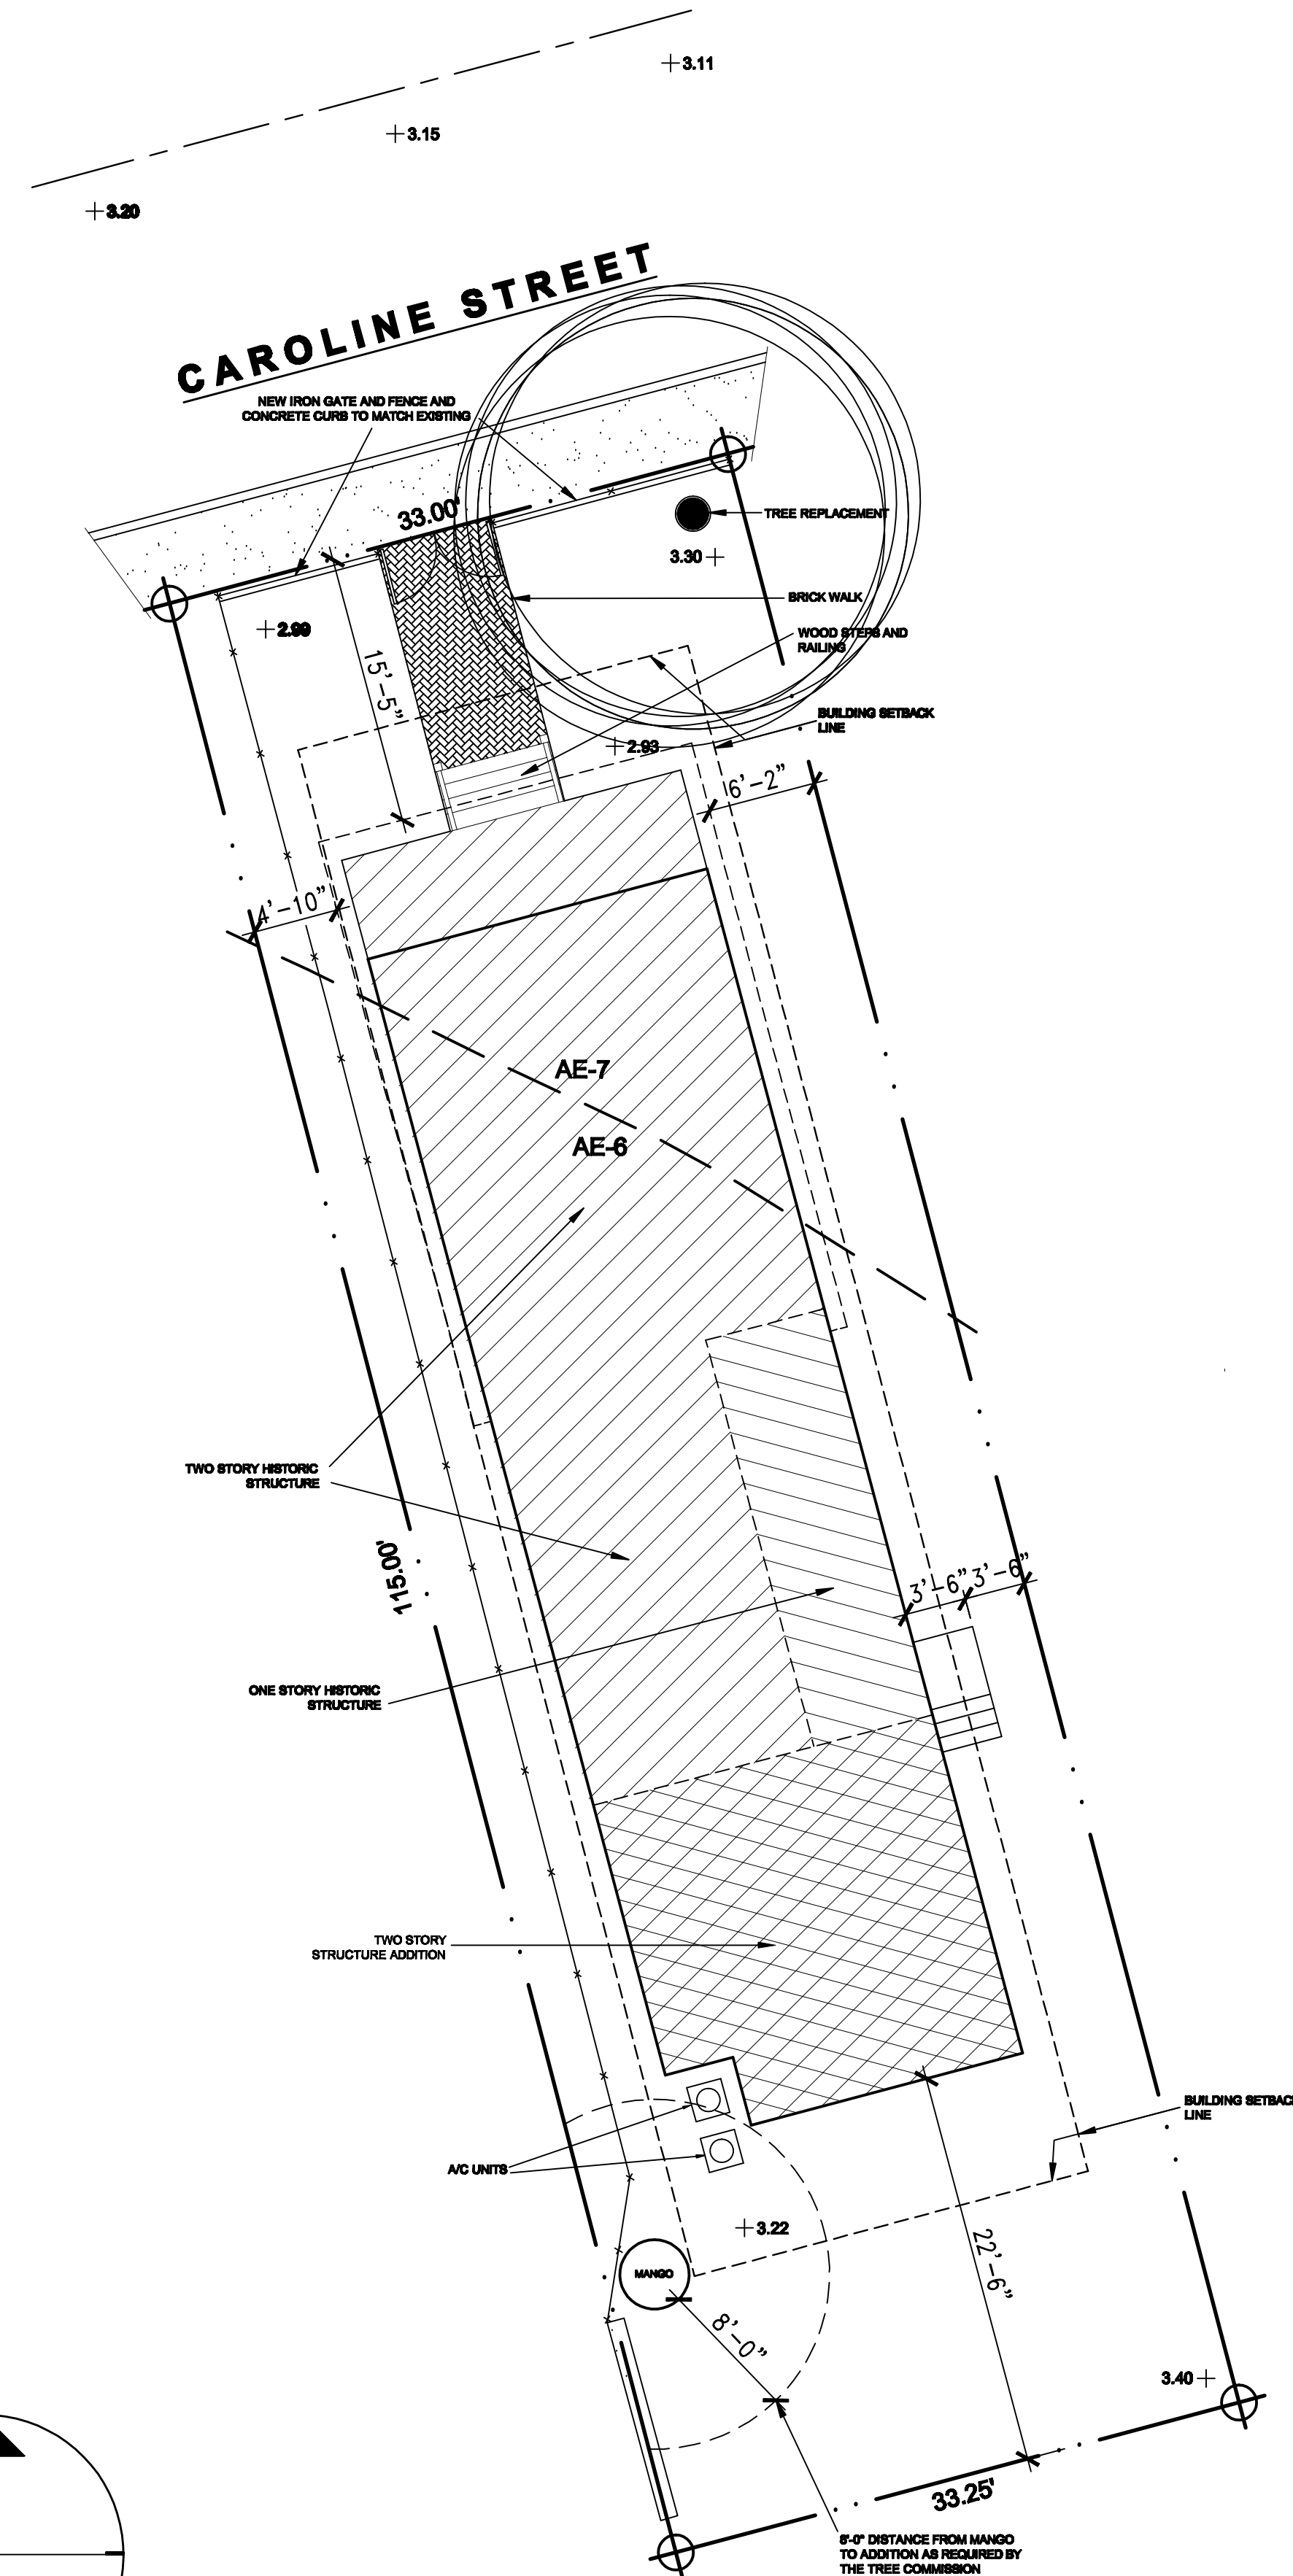 3.11
3.15
3.20
CAROLINE STREET
NEW IRON GATE AND FENCE AND
CONCRETE CURB TO MATCH EXISTING
33.00'
TREE REPLACEMENT
3.30
BRICK WALK
2.99
WOOD STEPS AND
RAILING
15'-5"
BUILDING SETBACK
LINE
2.93
6'-2"
4'-10"
AE-7
AE-6
TWO STORY HISTORIC
STRUCTURE
115.00'
3'-6"
3'-6"
ONE STORY HISTORIC
STRUCTURE
TWO STORY
STRUCTURE ADDITION
BUILDING SETBACK
LINE
A/C UNITS
3.22
MANGO
22'-6"
8'-0"
3.40
33.25'
8'-0" DISTANCE FROM MANGO
TO ADDITION AS REQUIRED BY
THE TREE COMMISSION